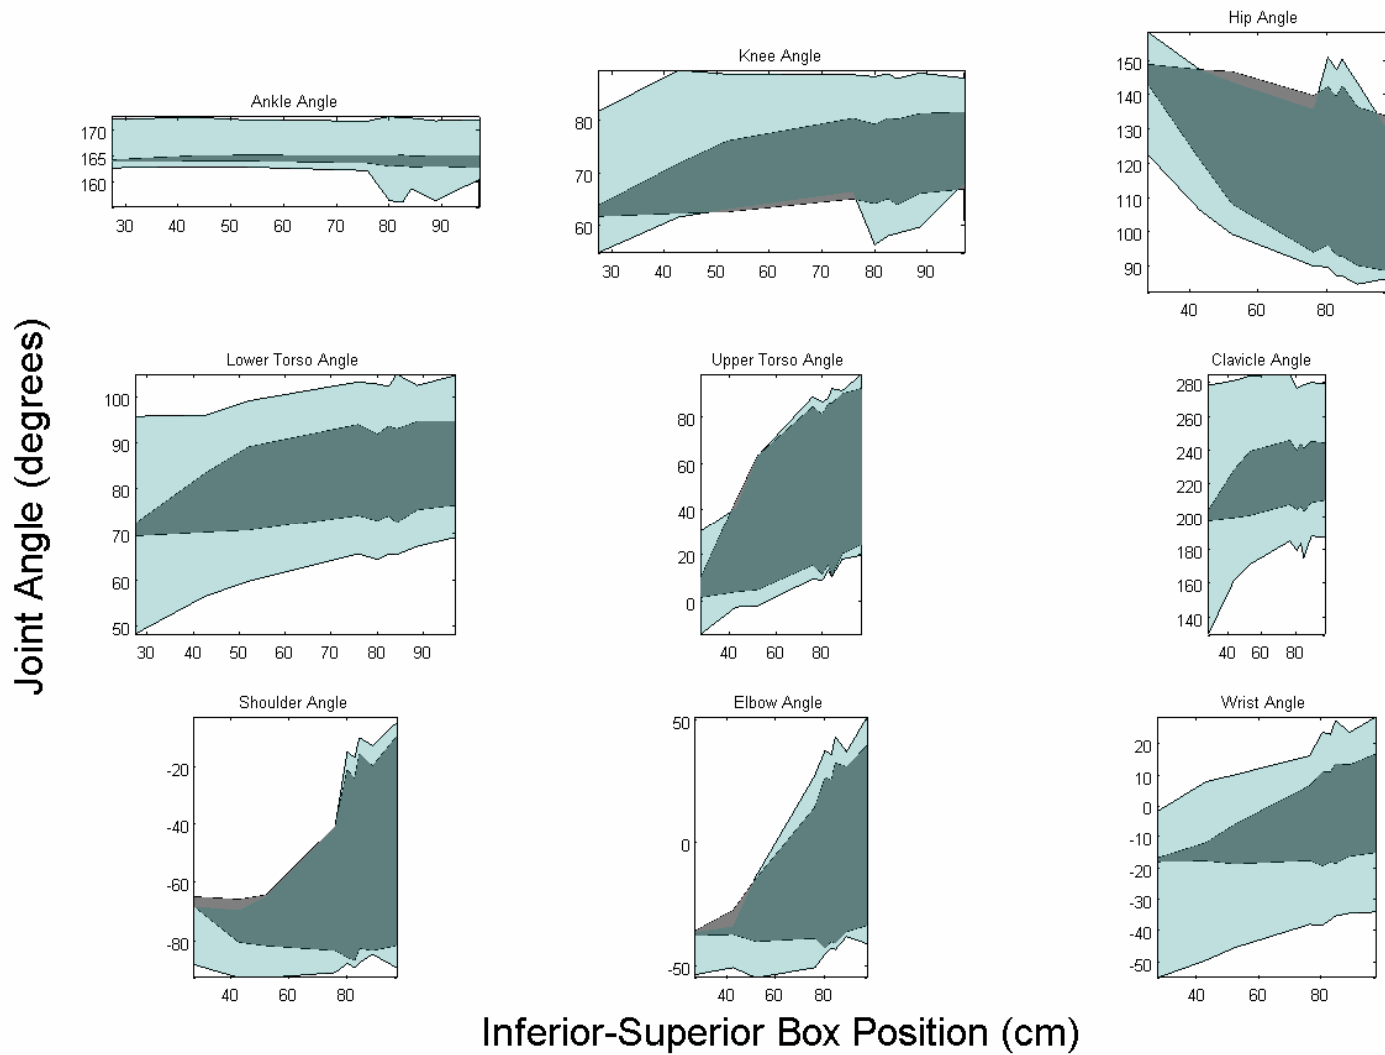 Hip Angle
Knee Angle
Ankle Angle
170
165
160
30 40 50 60 70 80 90
80
70
60
30 40 50 60 70 80 90
150
140
130
120
110
100
90
40 60 80
Joint Angle (degrees)
Lower Torso Angle
Upper Torso Angle
Clavicle Angle
100
90
80
70
60
50
30 40 50 60 70 80 90
80
60
40
20
0
40 60 80
280
260
240
220
200
180
160
140
40 60 80
Shoulder Angle
Elbow Angle
Wrist Angle
-20
-40
-60
-80
40 60 80
50
0
-50
40 60 80
20
10
0
-10
-20
-30
-40
-50
40 60 80
Inferior-Superior Box Position (cm)